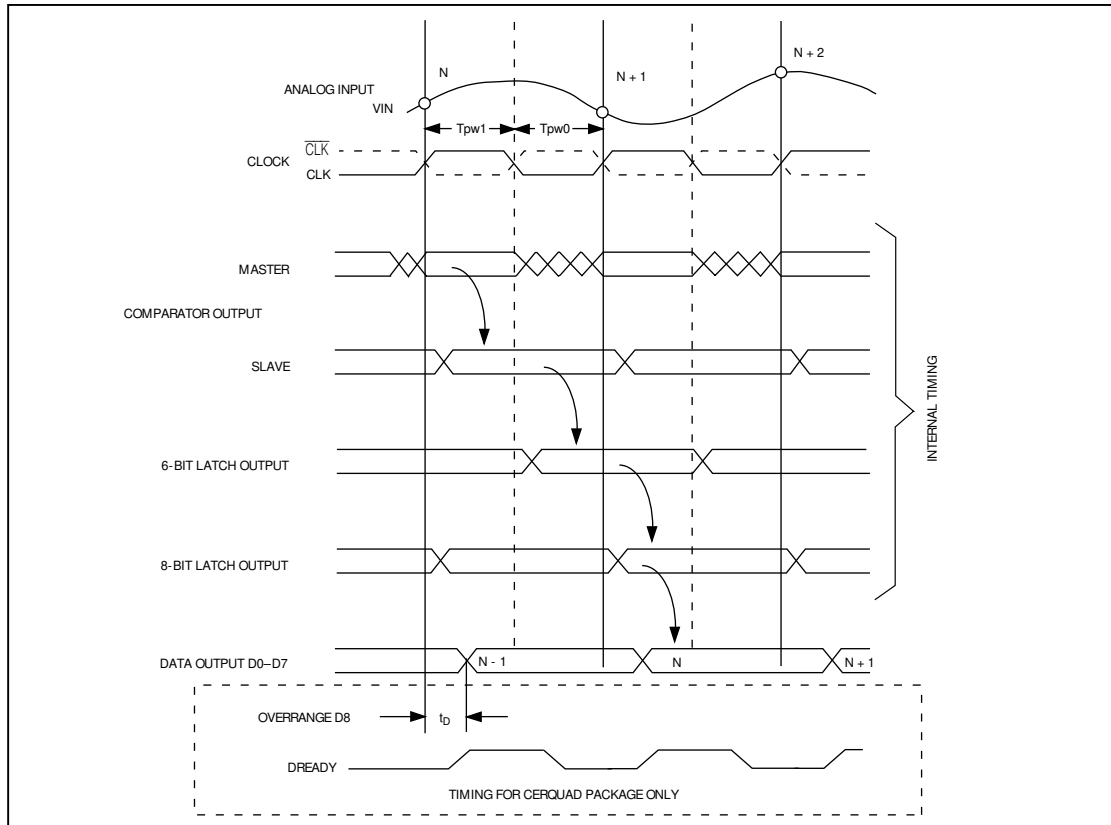 N
N + 1
N + 2
ANALOG INPUT
VIN
Tpw1
Tpw0
CLK
CLOCK
CLK
MASTER
COMPARATOR OUTPUT
SLAVE
INTERNAL TIMING
6-BIT LATCH OUTPUT
8-BIT LATCH OUTPUT
DATA OUTPUT D0–D7
N - 1
N
N + 1
OVERRANGE D8
tD
DREADY
TIMING FOR CERQUAD PACKAGE ONLY